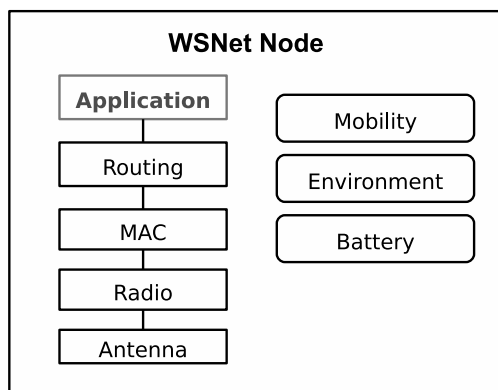 WSNet Node
Application
Routing
MAC
Radio
Antenna
Mobility
Environment
Battery